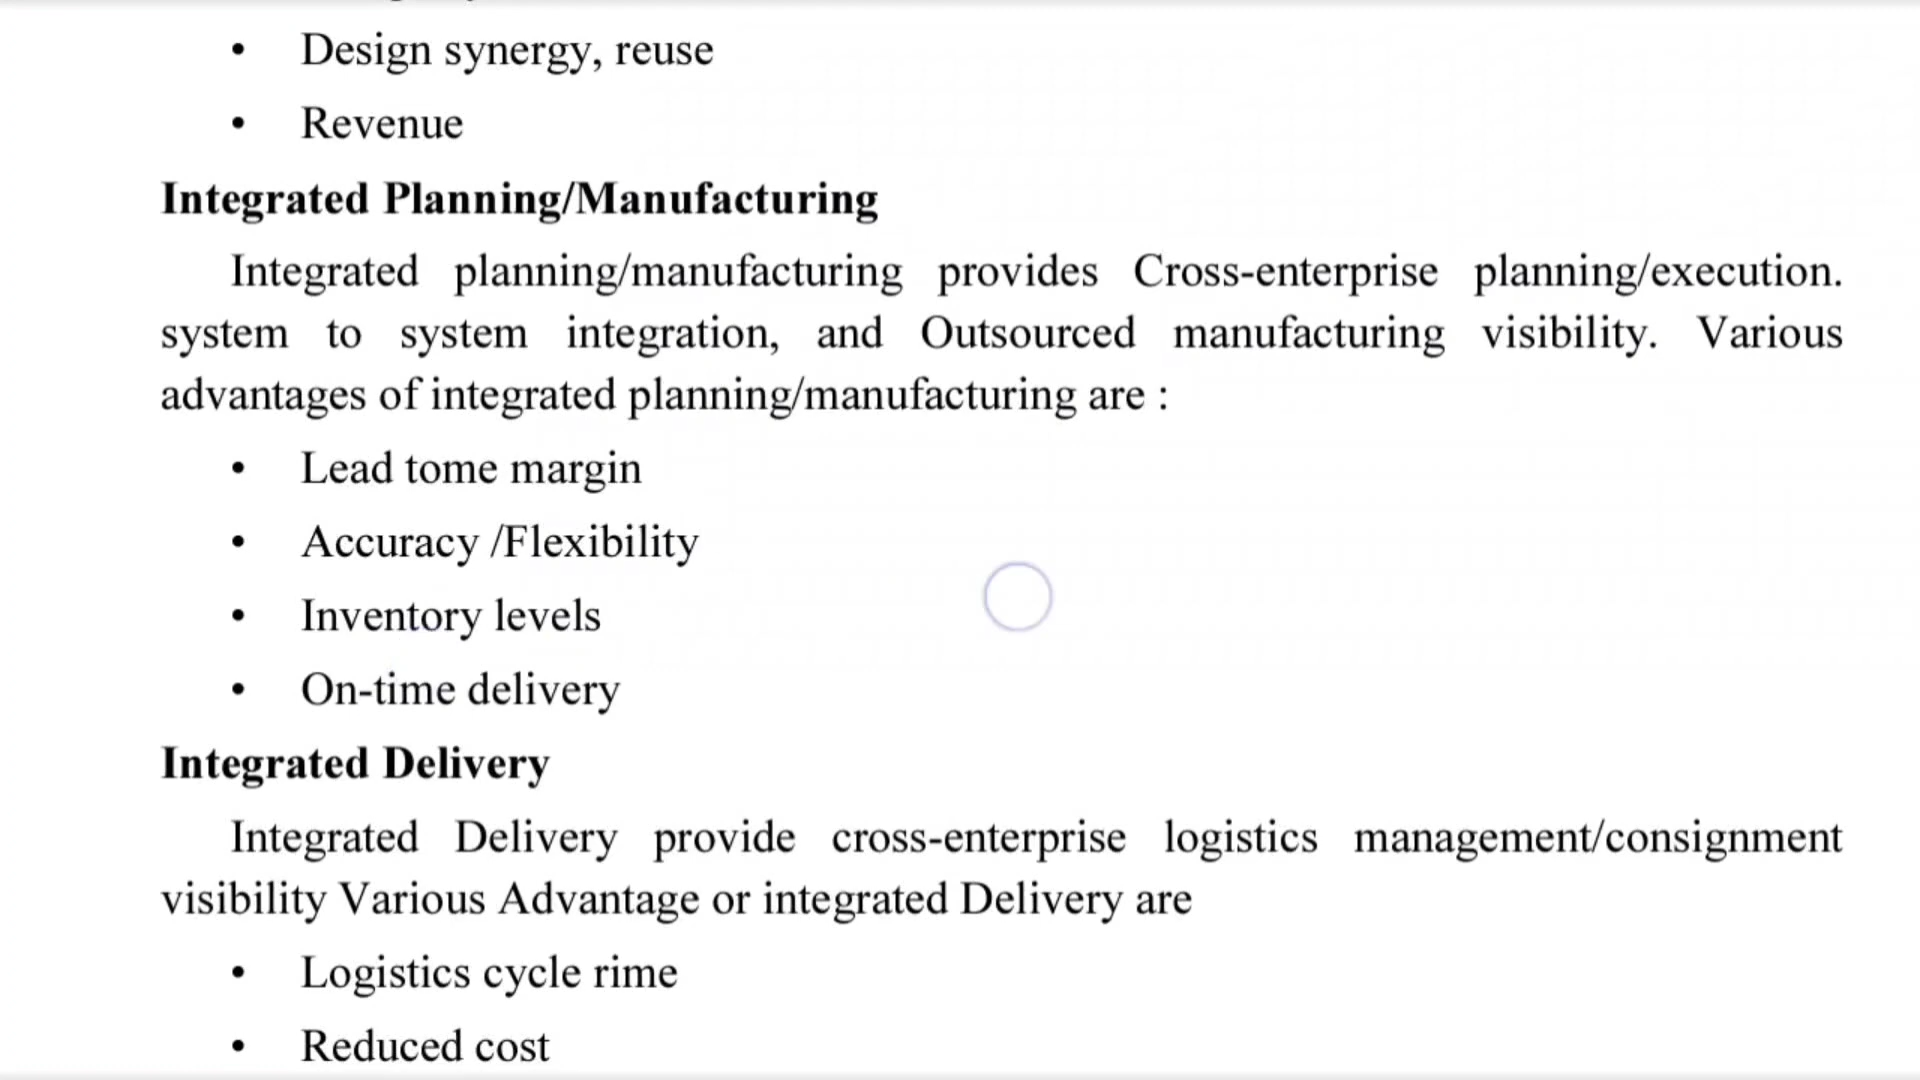 • Design synergy, reuse
• Revenue
Integrated Planning/Manufacturing
Integrated planning/manufacturing provides Cross-enterprise planning/execution.
system to system integration, and Outsourced manufacturing visibility. Various
advantages of integrated planning/manufacturing are :
• Lead tome margin
• Accuracy /Flexibility
• Inventory levels
• On-time delivery
Integrated Delivery
Integrated Delivery provide cross-enterprise logistics management/consignment
visibility Various Advantage or integrated Delivery are
• Logistics cycle rime
• Reduced cost